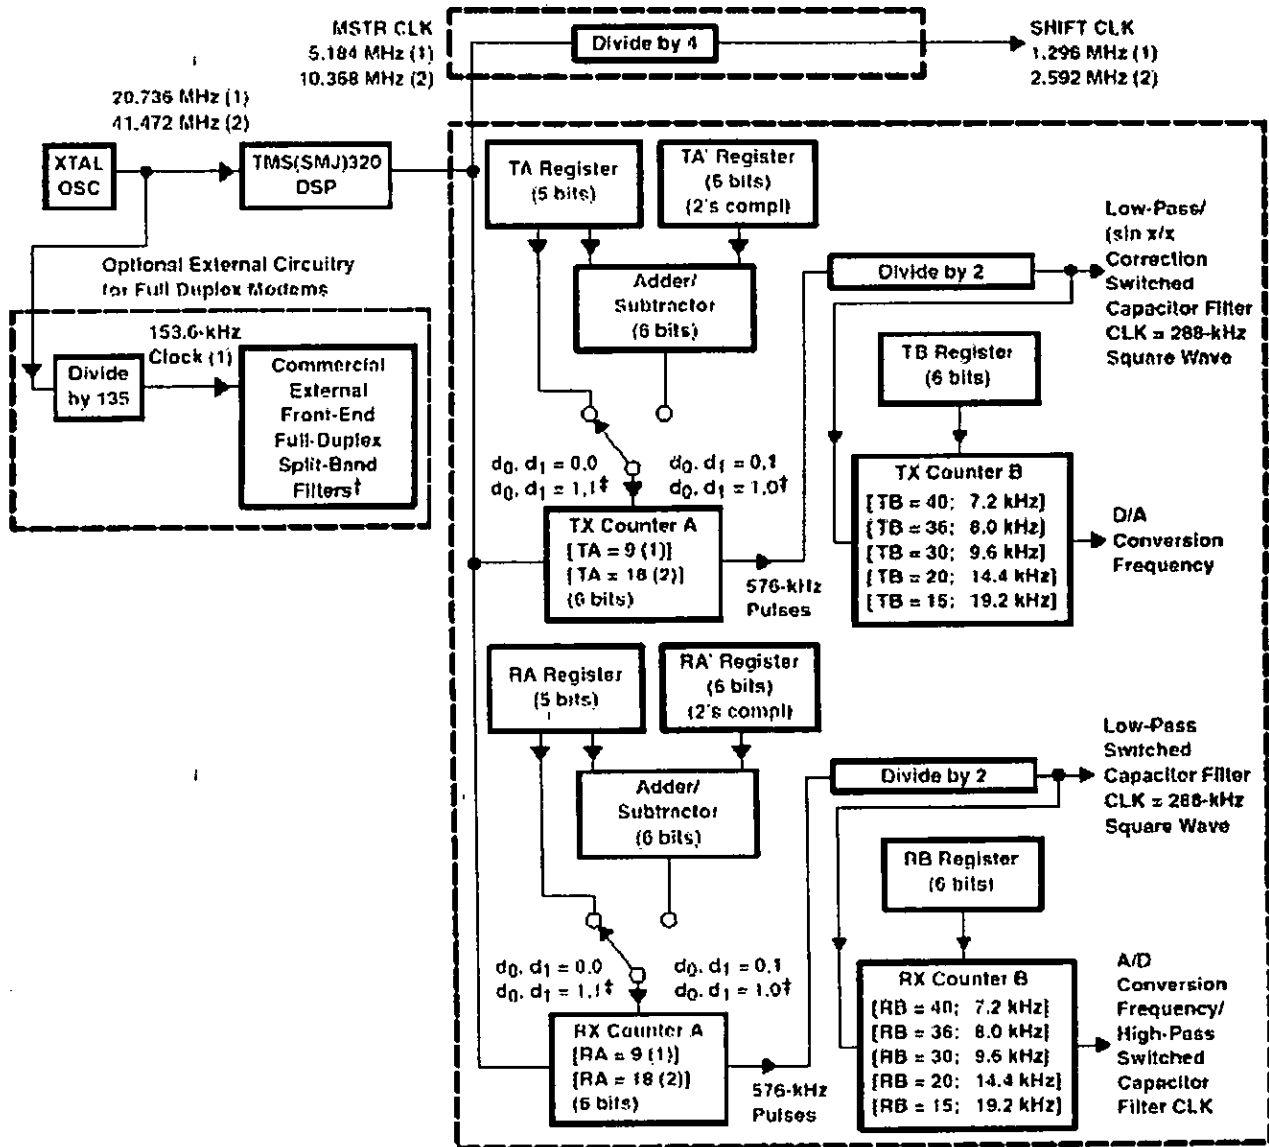 MSTR CLK
5.184 MHz (1)
10.368 MHz (2)
Divide by 4
SHIFT CLK
1.296 MHz (1)
2.592 MHz (2)
20.736 MHz (1)
41.472 MHz (2)
XTAL
OSC
TMS(SMJ)320
DSP
Optional External Circuitry
for Full Duplex Modems
153.6-kHz
Clock (1)
Divide
by 135
Commercial
External
Front-End
Full-Duplex
Split-Band
Filters†
TA Register
(5 bits)
TA' Register
(6 bits)
(2's compl)
Adder/
Subtractor
(6 bits)
Divide by 2
Low-Pass/
(sin x/x
Correction
Switched
Capacitor Filter
CLK = 288-kHz
Square Wave
TB Register
(6 bits)
d0, d1 = 0,0
d0, d1 = 1,1‡
d0, d1 = 0,1
d0, d1 = 1,0†
TX Counter A
[TA = 9 (1)]
[TA = 18 (2)]
(6 bits)
576-kHz
Pulses
TX Counter B
[TB = 40; 7.2 kHz]
[TB = 36; 8.0 kHz]
[TB = 30; 9.6 kHz]
[TB = 20; 14.4 kHz]
[TB = 15; 19.2 kHz]
D/A
Conversion
Frequency
RA Register
(5 bits)
RA' Register
(6 bits)
(2's compl)
Adder/
Subtractor
(6 bits)
Divide by 2
Low-Pass
Switched
Capacitor Filter
CLK = 288-kHz
Square Wave
RB Register
(6 bits)
d0, d1 = 0,0
d0, d1 = 1,1‡
d0, d1 = 0,1
d0, d1 = 1,0‡
RX Counter A
[RA = 9 (1)]
[RA = 18 (2)]
(6 bits)
576-kHz
Pulses
RX Counter B
[RB = 40; 7.2 kHz]
[RB = 36; 8.0 kHz]
[RB = 30; 9.6 kHz]
[RB = 20; 14.4 kHz]
[RB = 15; 19.2 kHz]
A/D
Conversion
Frequency/
High-Pass
Switched
Capacitor
Filter CLK